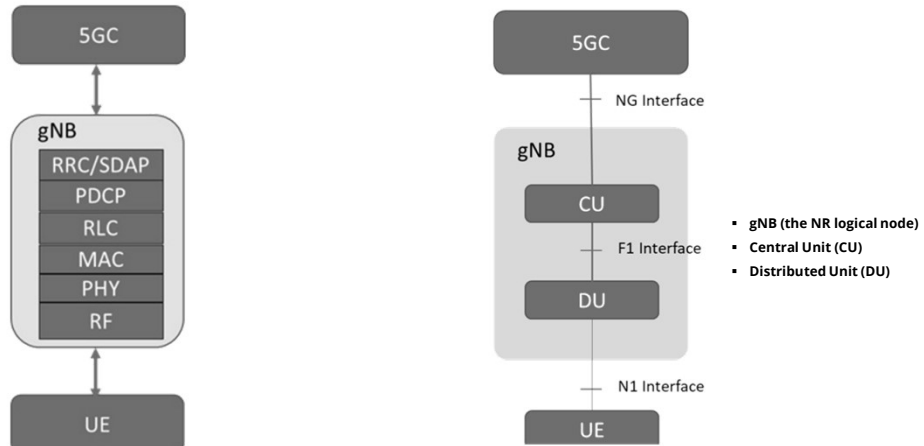 5GC
gNB
RRC/SDAP
PDCP
RLC
MAC
PHY
RF
UE
5GC
NG Interface
gNB
CU
F1 Interface
DU
N1 Interface
UE
▪ gNB (the NR logical node)
▪ Central Unit (CU)
▪ Distributed Unit (DU)